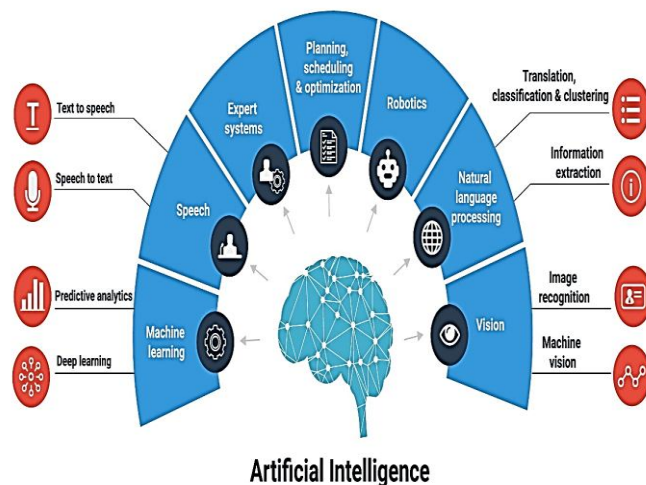 Planning,
scheduling
& optimization
Expert
systems
Robotics
Text to speech
Speech to text
Speech
Natural
language
processing
Translation,
classification & clustering
Information
extraction
Predictive analytics
Deep learning
Machine
learning
Vision
Image
recognition
Machine
vision
Artificial Intelligence